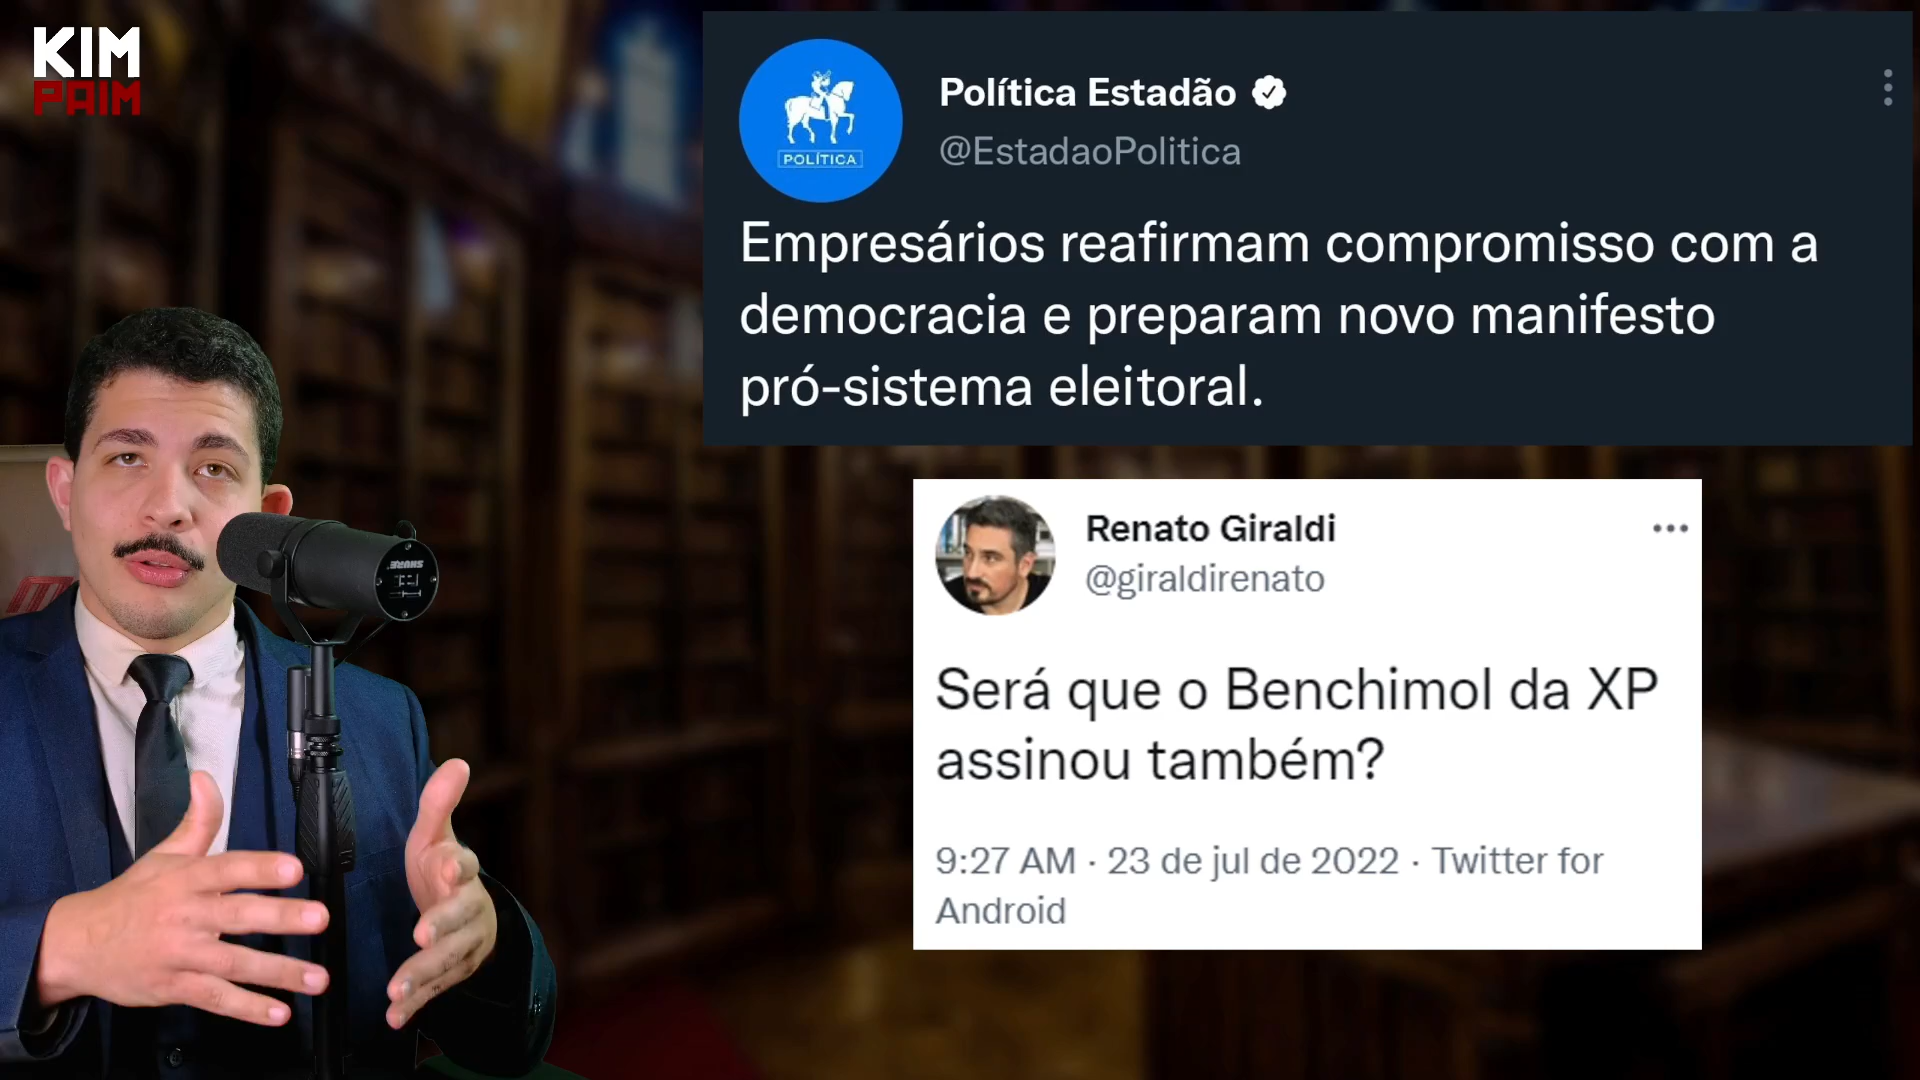 KIM
PAIM
Política Estadão
@EstadaoPolitica
POLÍTICA
Empresários reafirmam compromisso com a
democracia e preparam novo manifesto
pró-sistema eleitoral.
Renato Giraldi
@giraldirenato
Será que o Benchimol da XP
assinou também?
9:27 AM · 23 de jul de 2022 · Twitter for
Android
SHURE